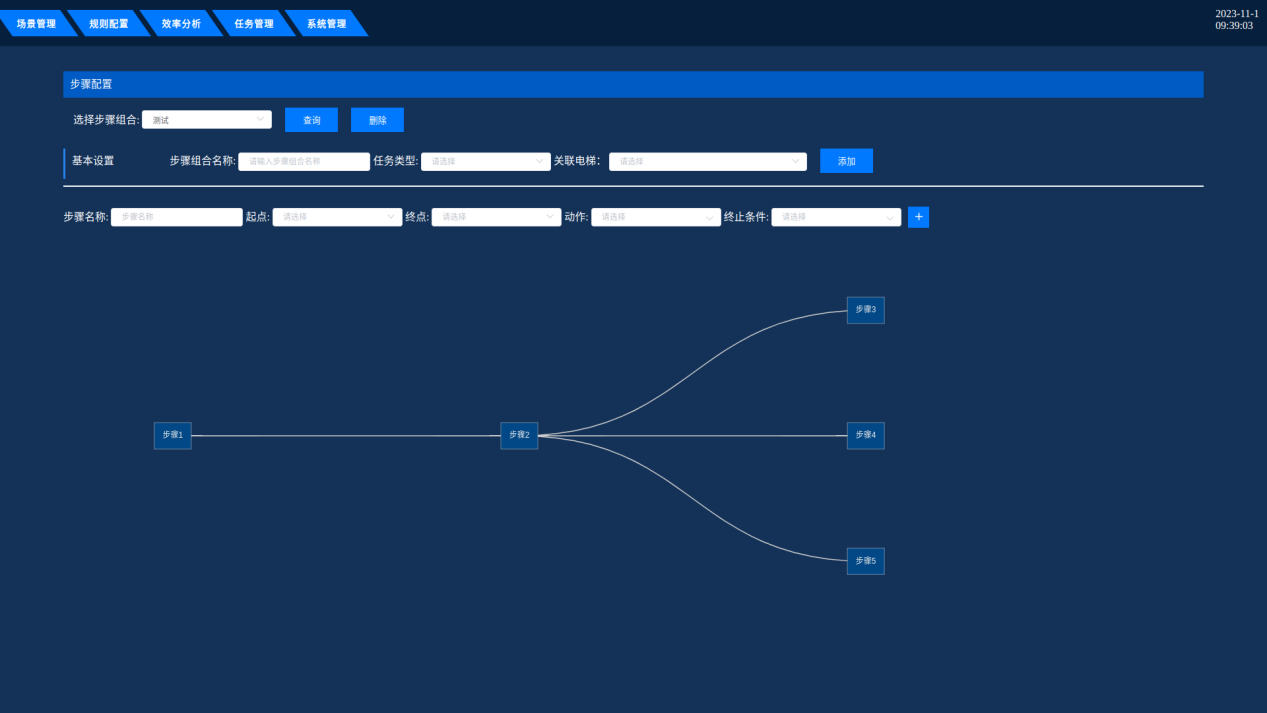 场景管理 规则配置 效率分析 任务管理 系统管理
2023-11-1
09:39:03
步骤配置
选择步骤组合: 测试 查询 删除
基本设置 步骤组合名称: 请输入步骤组合名称 任务类型: 请选择 关联电梯： 请选择 添加
步骤名称: 步骤名称 起点: 请选择 终点: 请选择 动作: 请选择 终止条件: 请选择 +
步骤3
步骤1 步骤2 步骤4
步骤5